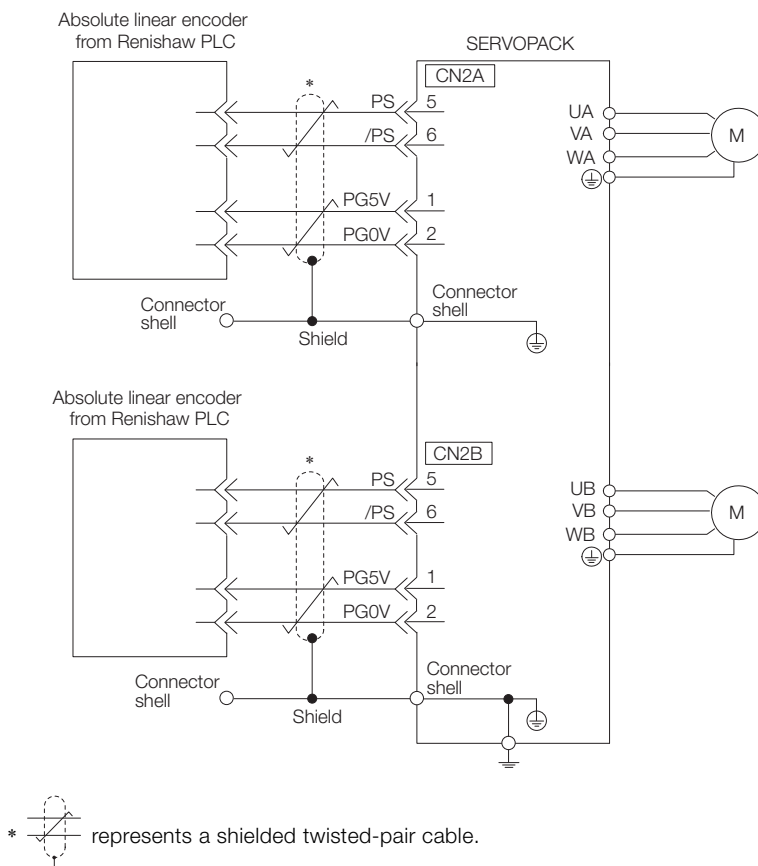 Absolute linear encoder
from Renishaw PLC
SERVOPACK
*
CN2A
PS
5
/PS
6
PG5V
1
PG0V
2
UA
VA
WA
M
Connector
shell
Shield
Connector
shell
Absolute linear encoder
from Renishaw PLC
*
CN2B
PS
5
/PS
6
PG5V
1
PG0V
2
UB
VB
WB
M
Connector
shell
Shield
Connector
shell
* represents a shielded twisted-pair cable.